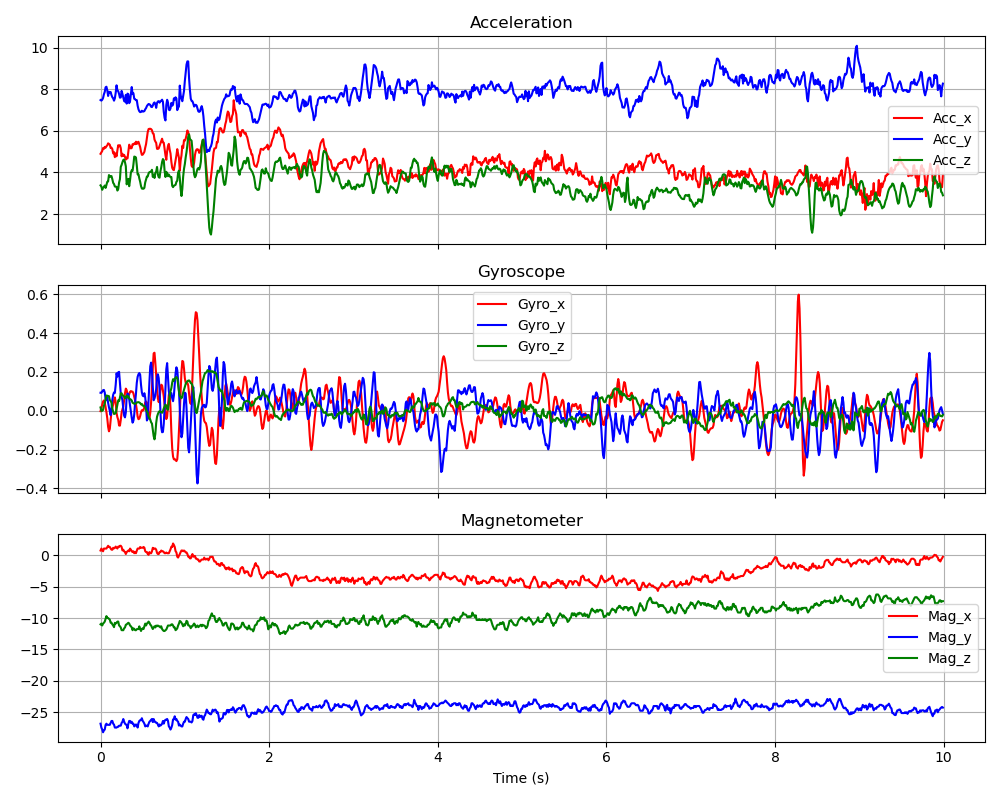 Acceleration
10
8
6
4
2
Acc_x
Acc_y
Acc_z
Gyroscope
0.6
0.4
0.2
0.0
−0.2
−0.4
Gyro_x
Gyro_y
Gyro_z
Magnetometer
0
−5
−10
−15
−20
−25
Mag_x
Mag_y
Mag_z
0 2 4 6 8 10
Time (s)